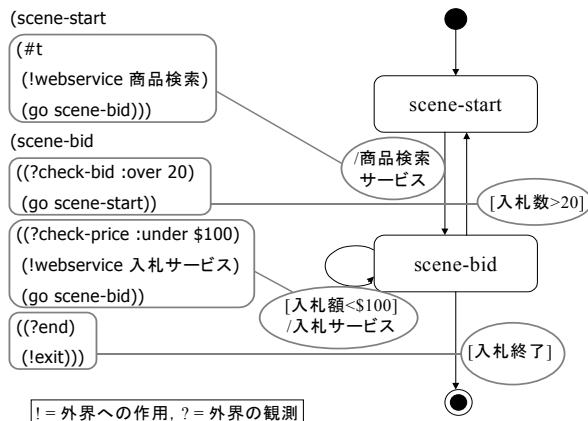 (scene-start
(#t
(!webservice 商品検索)
(go scene-bid)))
(scene-bid
((?check-bid :over 20)
(go scene-start))
((?check-price :under $100)
(!webservice 入札サービス)
(go scene-bid))
((?end)
(!exit)))
! = 外界への作用, ? = 外界の観測
scene-start
/商品検索
サービス
[入札数>20]
scene-bid
[入札額<$100]
/入札サービス
[入札終了]